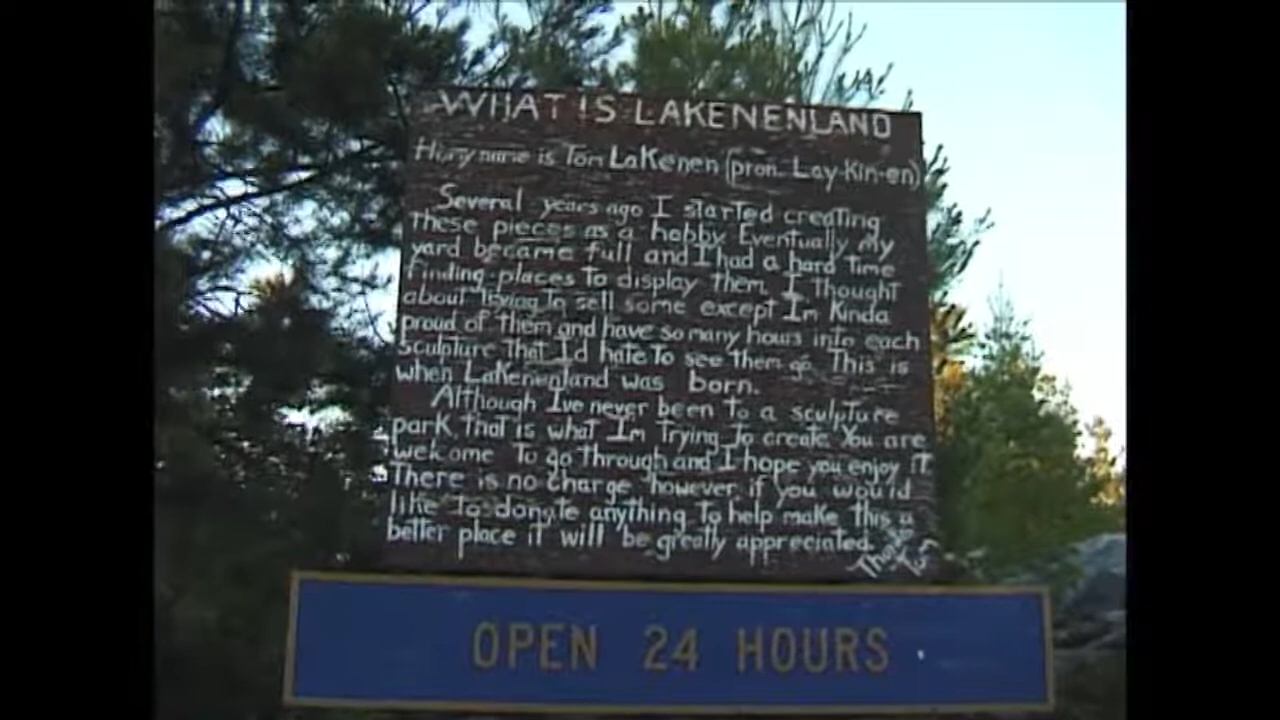 WHAT IS LAKENENLAND
Hi my name is Tom LaKenen (pron. Lay-Kin-en)
Several years ago I started creating
these pieces as a hobby. Eventually my
yard became full and I had a hard time
finding places to display them. I thought
about trying to sell some except Im Kinda
proud of them and have so many hours into each
sculpture that I'd hate to see them go. This is
when LaKenenland was born.
Although Ive never been to a sculpture
park, that is what Im trying to create. You are
welcome to go through and I hope you enjoy it.
There is no charge however if you would
like to donate anything to help make this a
better place it will be greatly appreciated.
OPEN 24 HOURS